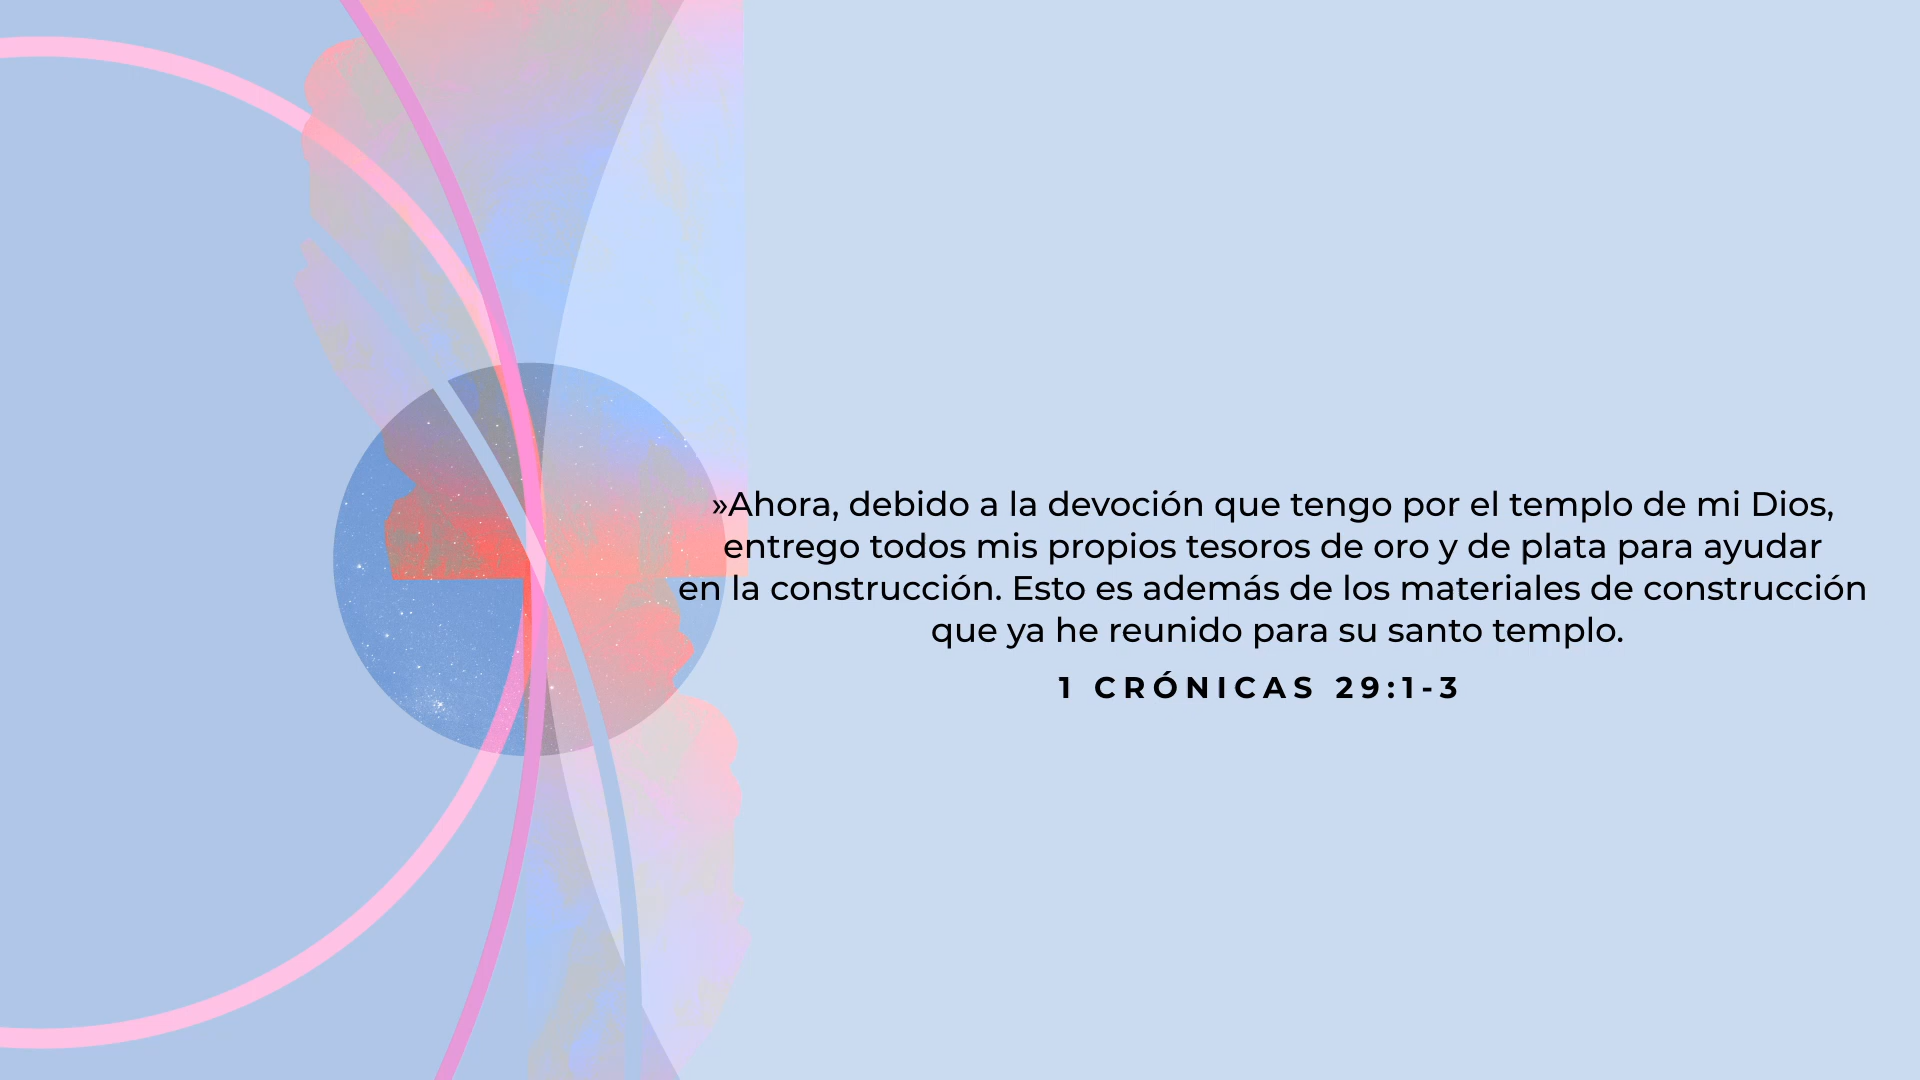 »Ahora, debido a la devoción que tengo por el templo de mi Dios,
entrego todos mis propios tesoros de oro y de plata para ayudar
en la construcción. Esto es además de los materiales de construcción
que ya he reunido para su santo templo.
1 CRÓNICAS 29:1-3